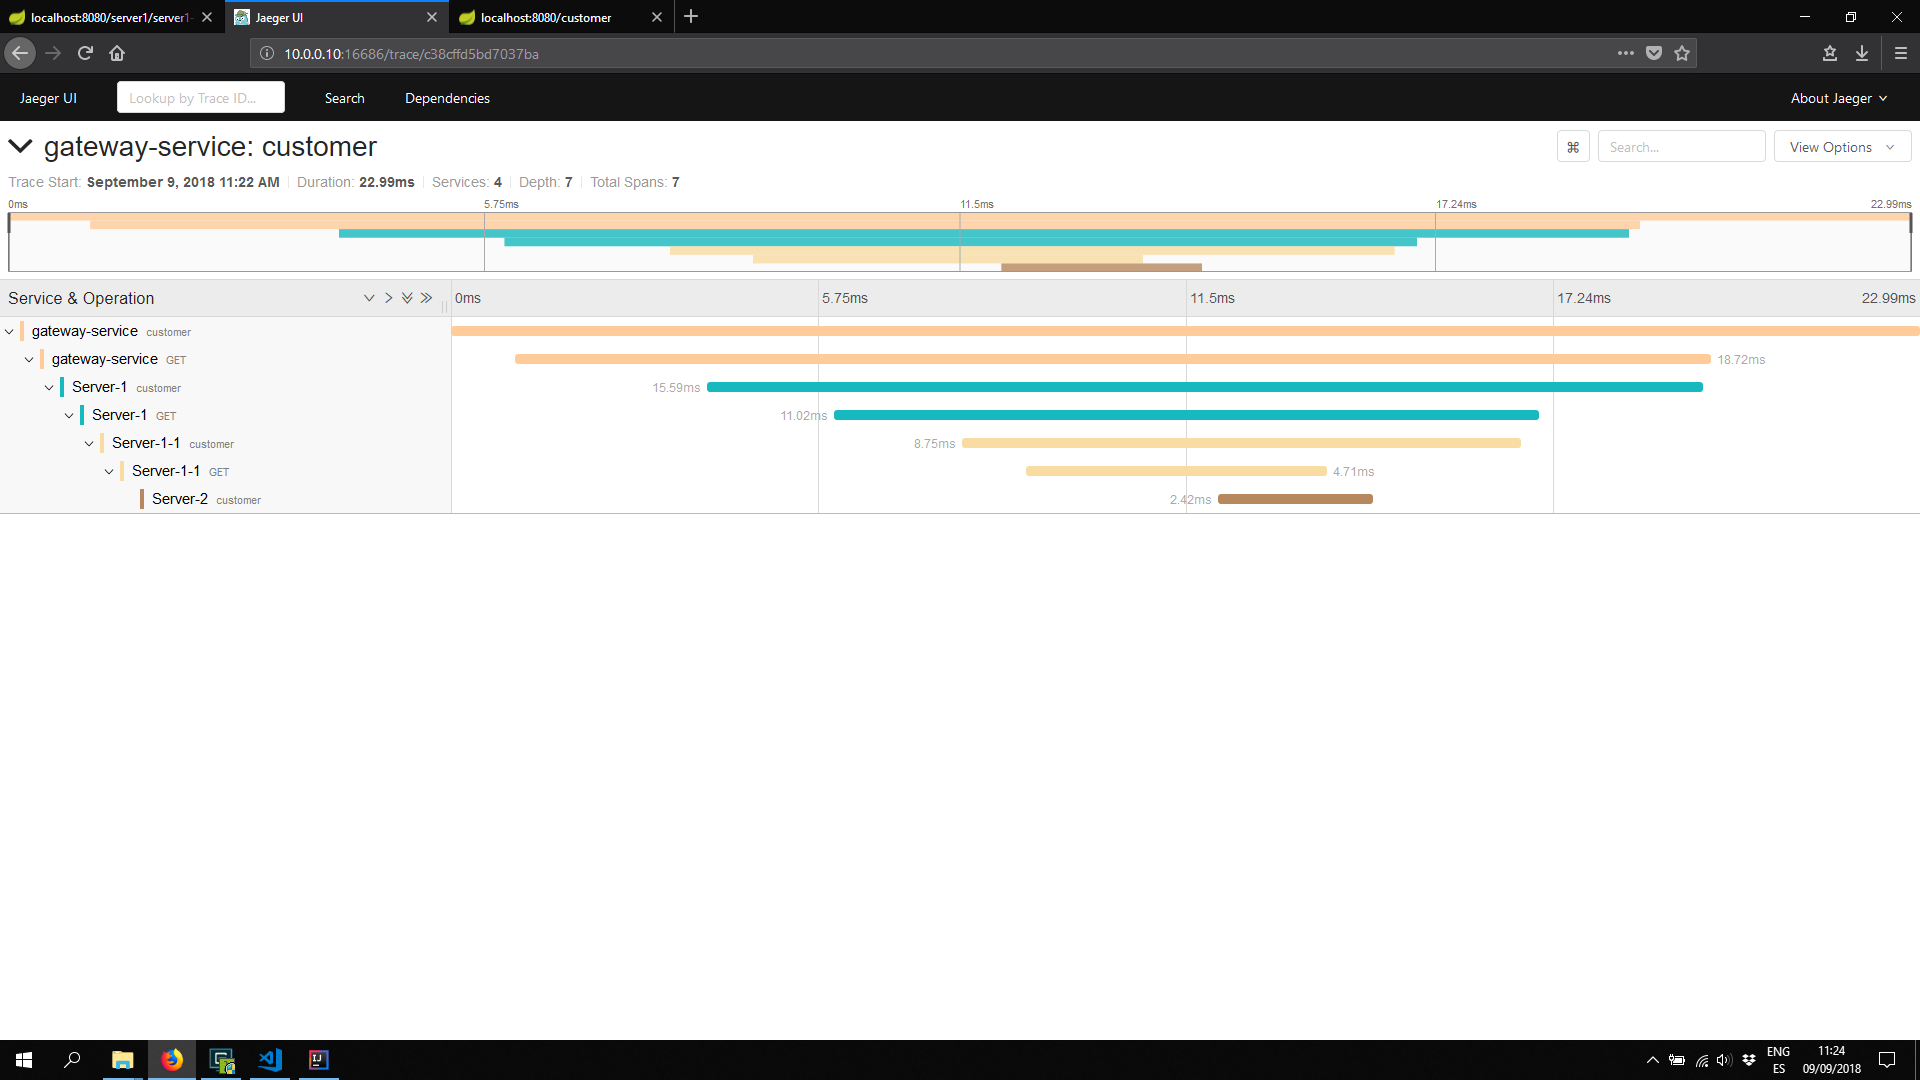 localhost:8080/server1/server1-
Jaeger UI
localhost:8080/customer
10.0.0.10:16686/trace/c38cffd5bd7037ba
Jaeger UI
Lookup by Trace ID...
Search
Dependencies
About Jaeger
gateway-service: customer
⌘
Search...
View Options
Trace Start: September 9, 2018 11:22 AM
Duration: 22.99ms
Services: 4
Depth: 7
Total Spans: 7
0ms
5.75ms
11.5ms
17.24ms
22.99ms
Service & Operation
0ms
5.75ms
11.5ms
17.24ms
22.99ms
gateway-service customer
gateway-service GET
18.72ms
Server-1 customer
15.59ms
Server-1 GET
11.02ms
Server-1-1 customer
8.75ms
Server-1-1 GET
4.71ms
Server-2 customer
2.42ms
ENG
ES
11:24
09/09/2018